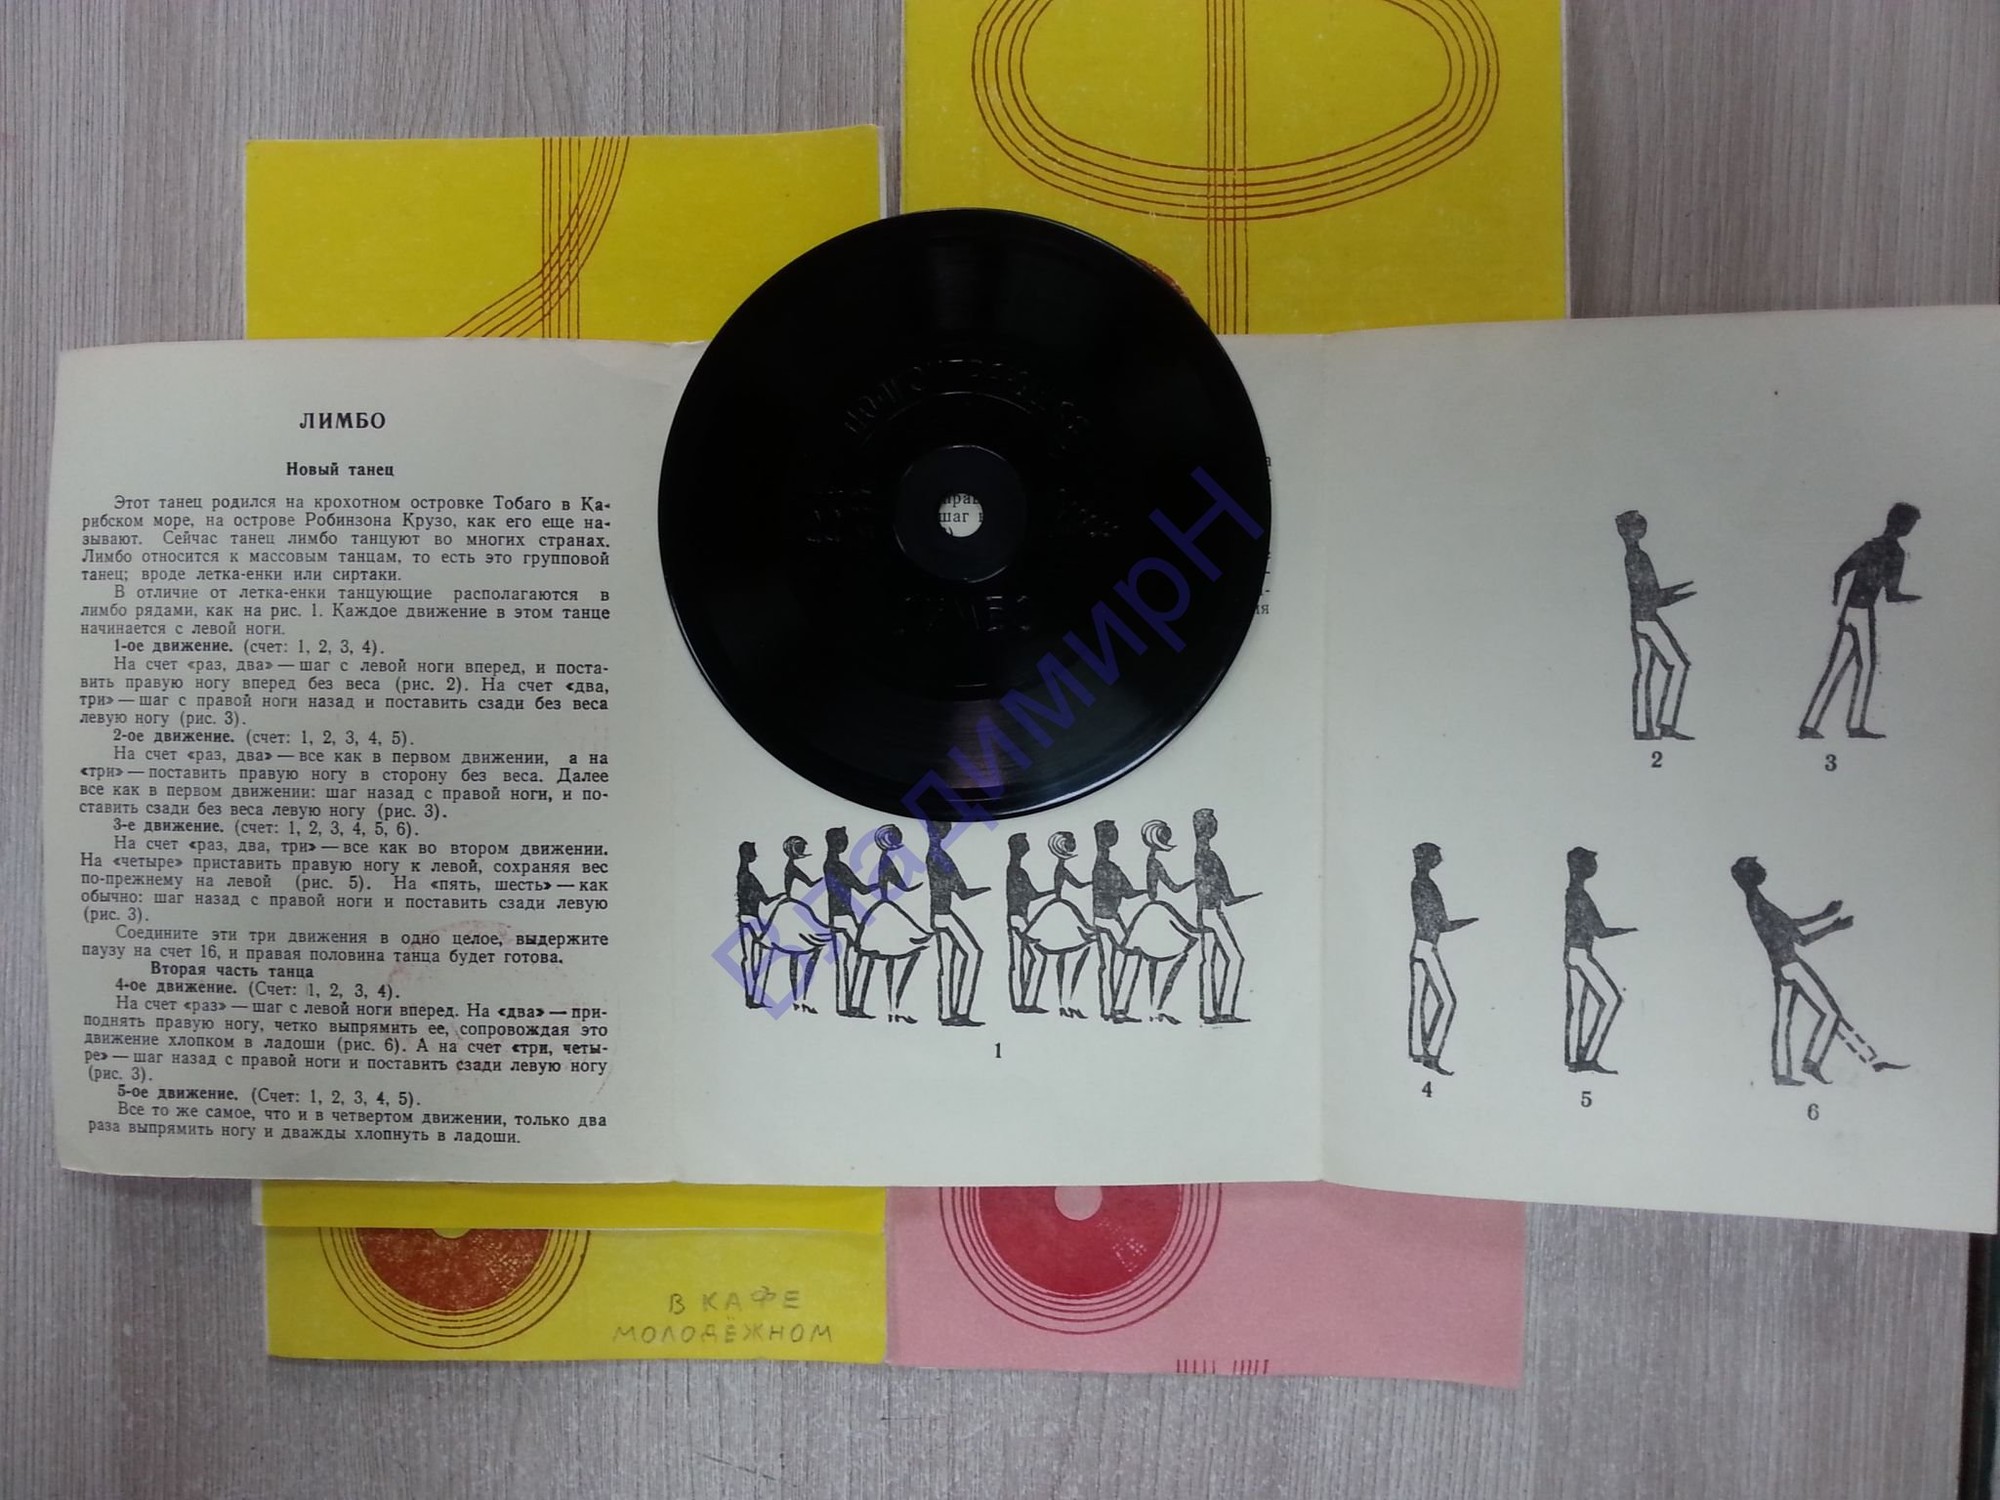 ЛИМБО
Новый танец
Этот танец родился на крохотном островке Тобаго в Ка-
рибском море, на острове Робинзона Крузо, как его еще на-
зывают. Сейчас танец лимбо танцуют во многих странах.
Лимбо относится к массовым танцам, то есть это групповой
танец; вроде летка-енки или сиртаки.
В отличие от летка-енки танцующие располагаются в
лимбо рядами, как на рис. 1. Каждое движение в этом танце
начинается с левой ноги.
1-ое движение. (счет: 1, 2, 3, 4).
На счет «раз, два» — шаг с левой ноги вперед, и поста-
вить правую ногу вперед без веса (рис. 2). На счет «два,
три» — шаг с правой ноги назад и поставить сзади без веса
левую ногу (рис. 3).
2-ое движение. (счет: 1, 2, 3, 4, 5).
На счет «раз, два» — все как в первом движении, а на
«три» — поставить правую ногу в сторону без веса. Далее
все как в первом движении: шаг назад с правой ноги, и по-
ставить сзади без веса левую ногу (рис. 3).
3-е движение. (счет: 1, 2, 3, 4, 5, 6).
На счет «раз, два, три» — все как во втором движении.
На «четыре» приставить правую ногу к левой, сохраняя вес
по-прежнему на левой (рис. 5). На «пять, шесть» — как
обычно: шаг назад с правой ноги и поставить сзади левую
(рис. 3).
Соедините эти три движения в одно целое, выдержите
паузу на счет 16, и правая половина танца будет готова.
Вторая часть танца
4-ое движение. (Счет: 1, 2, 3, 4).
На счет «раз» — шаг с левой ноги вперед. На «два» — при-
поднять правую ногу, четко выпрямить ее, сопровождая это
движение хлопком в ладоши (рис. 6). А на счет «три, четы-
ре» — шаг назад с правой ноги и поставить сзади левую ногу
(рис. 3).
5-ое движение. (Счет: 1, 2, 3, 4, 5).
Все то же самое, что и в четвертом движении, только два
раза выпрямить ногу и дважды хлопнуть в ладоши.
шаг
1
2
3
4
5
6
В КАФЕ
МОЛОДЁЖНОМ
ВладимирН